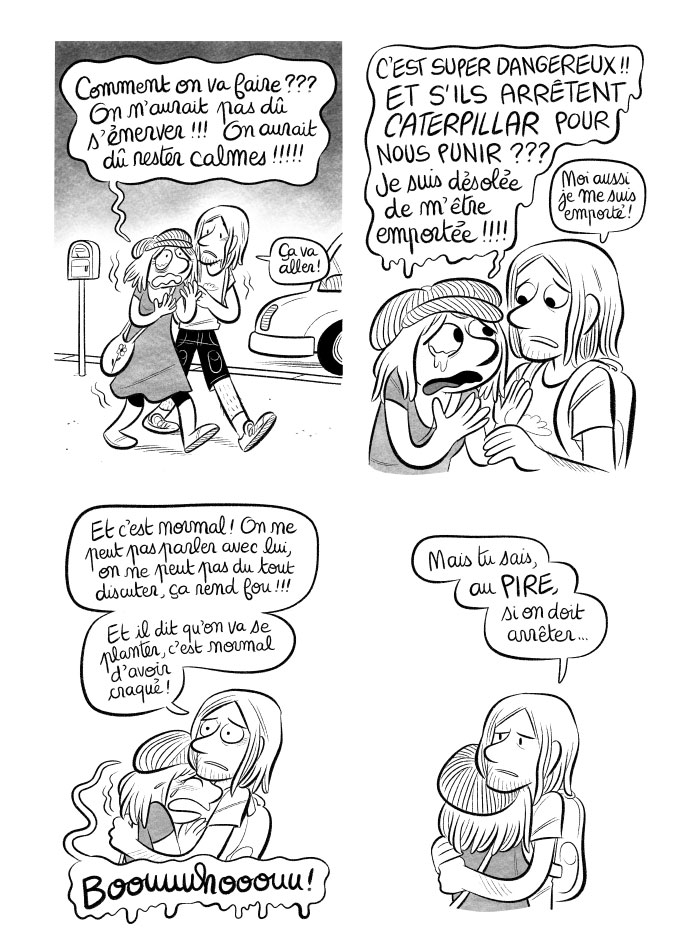 Comment on va faire ???
On n'aurait pas dû
s'énerver !!! On aurait
dû rester calmes !!!!!
Ça va
aller !
C'EST SUPER DANGEREUX !!
ET S'ILS ARRÊTENT
CATERPILLAR POUR
NOUS PUNIR ???
Je suis désolée
de m'être
emportée !!!!
Moi aussi
je me suis
emporté !
Et c'est normal ! On ne
peut pas parler avec lui,
on ne peut pas du tout
discuter, ça rend fou !!!
Et il dit qu'on va se
planter, c'est normal
d'avoir
craqué !
Boouuuhooouu !
Mais tu sais,
au PIRE,
si on doit
arrêter...